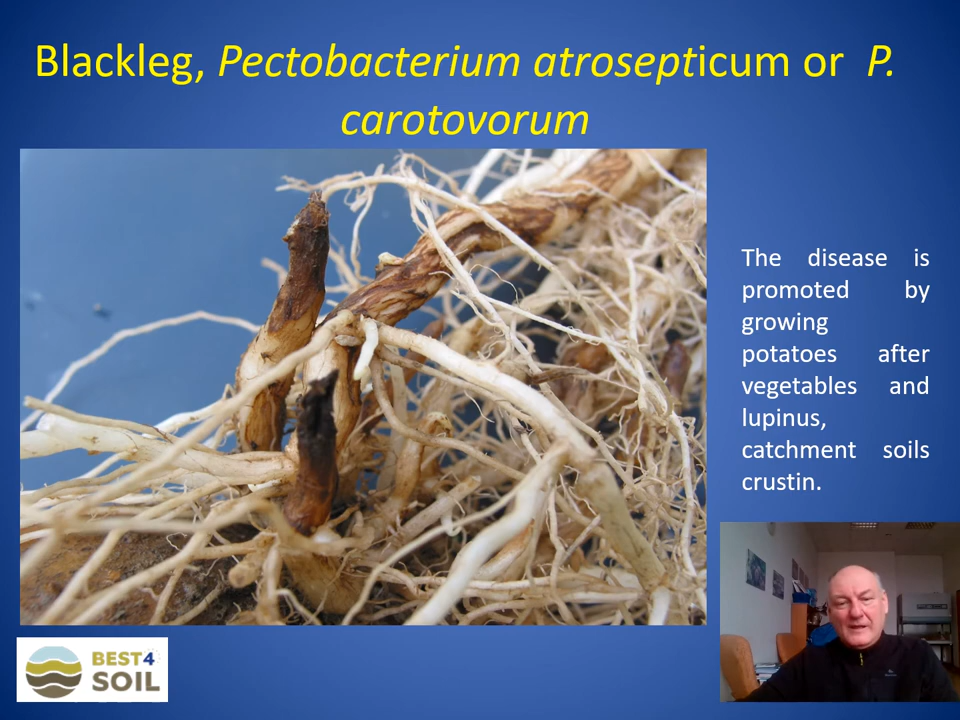 Blackleg, Pectobacterium atrosepticum or P.
carotovorum
The disease is
promoted by
growing
potatoes after
vegetables and
lupinus,
catchment soils
crustin.
BEST4
SOIL